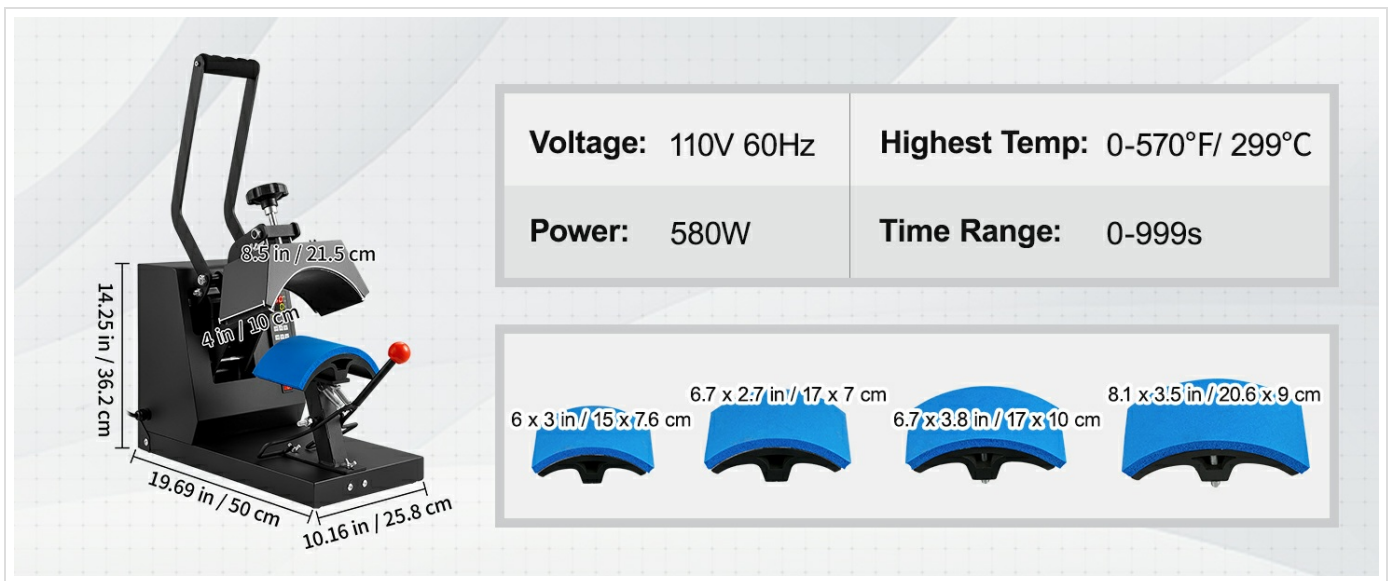 Voltage: 110V 60Hz
Highest Temp: 0-570°F/ 299°C
Power: 580W
Time Range: 0-999s
8.5 in / 21.5 cm
4 in / 10 cm
14.25 in / 36.2 cm
19.69 in / 50 cm
10.16 in / 25.8 cm
6 x 3 in / 15 x 7.6 cm
6.7 x 2.7 in / 17 x 7 cm
6.7 x 3.8 in / 17 x 10 cm
8.1 x 3.5 in / 20.6 x 9 cm